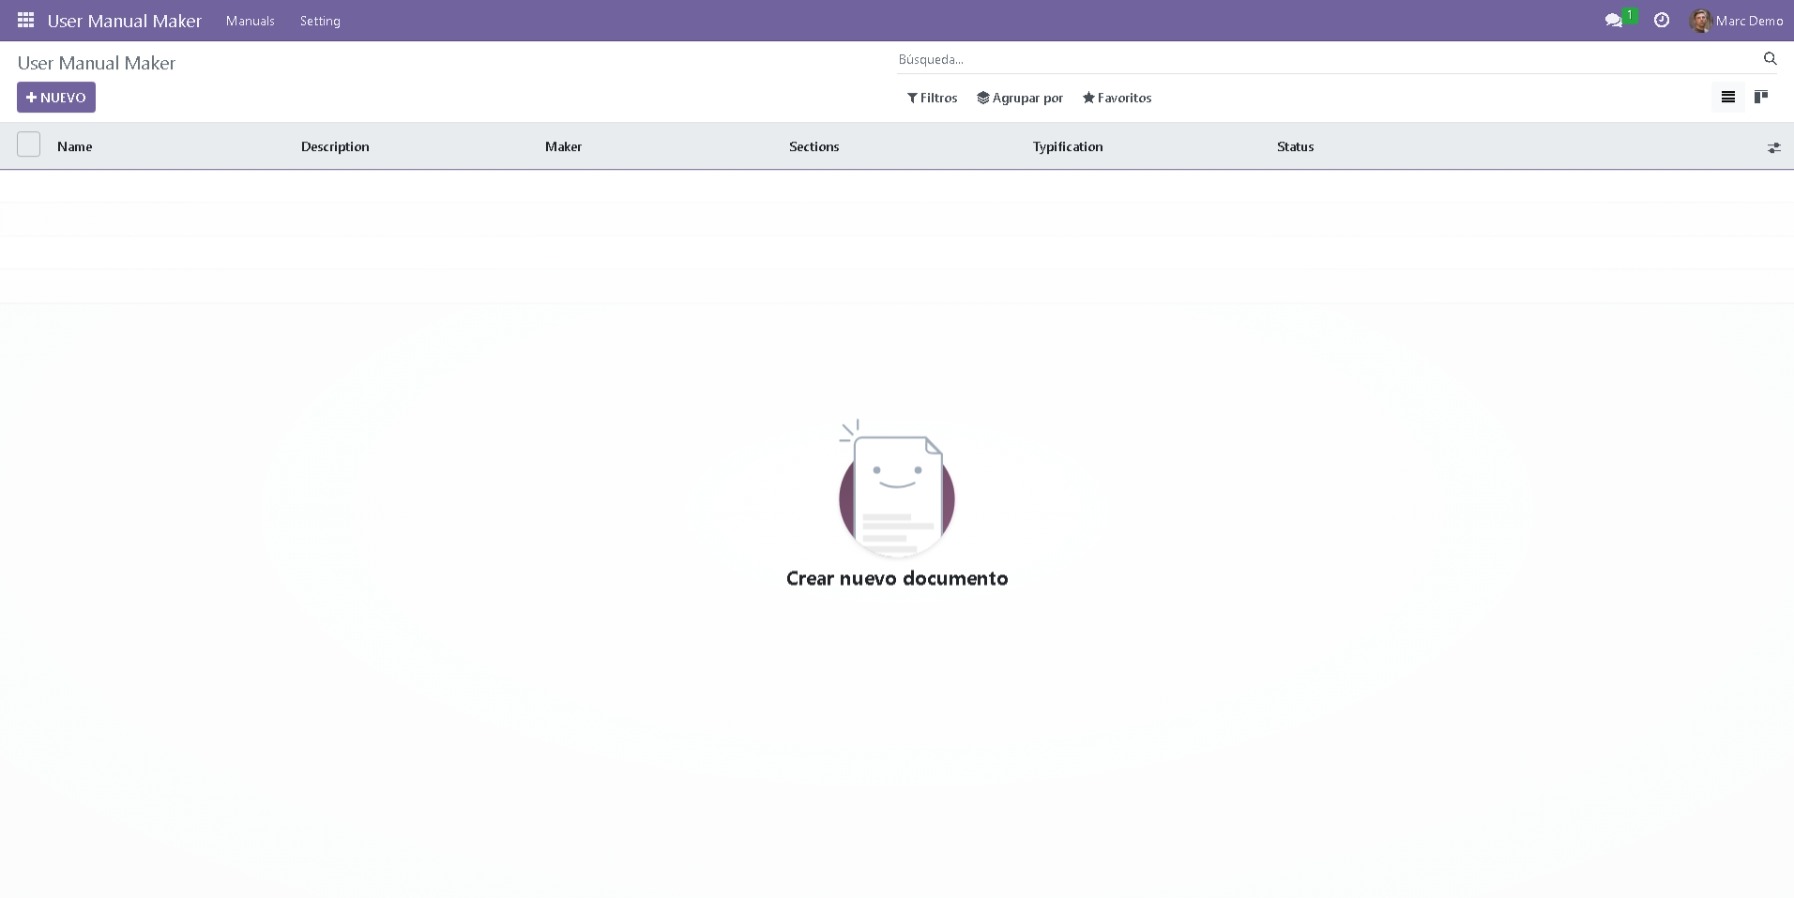 User Manual Maker Manuals Setting 1 Marc Demo
User Manual Maker Búsqueda...
NUEVO Filtros Agrupar por Favoritos
Name Description Maker Sections Typification Status
Crear nuevo documento